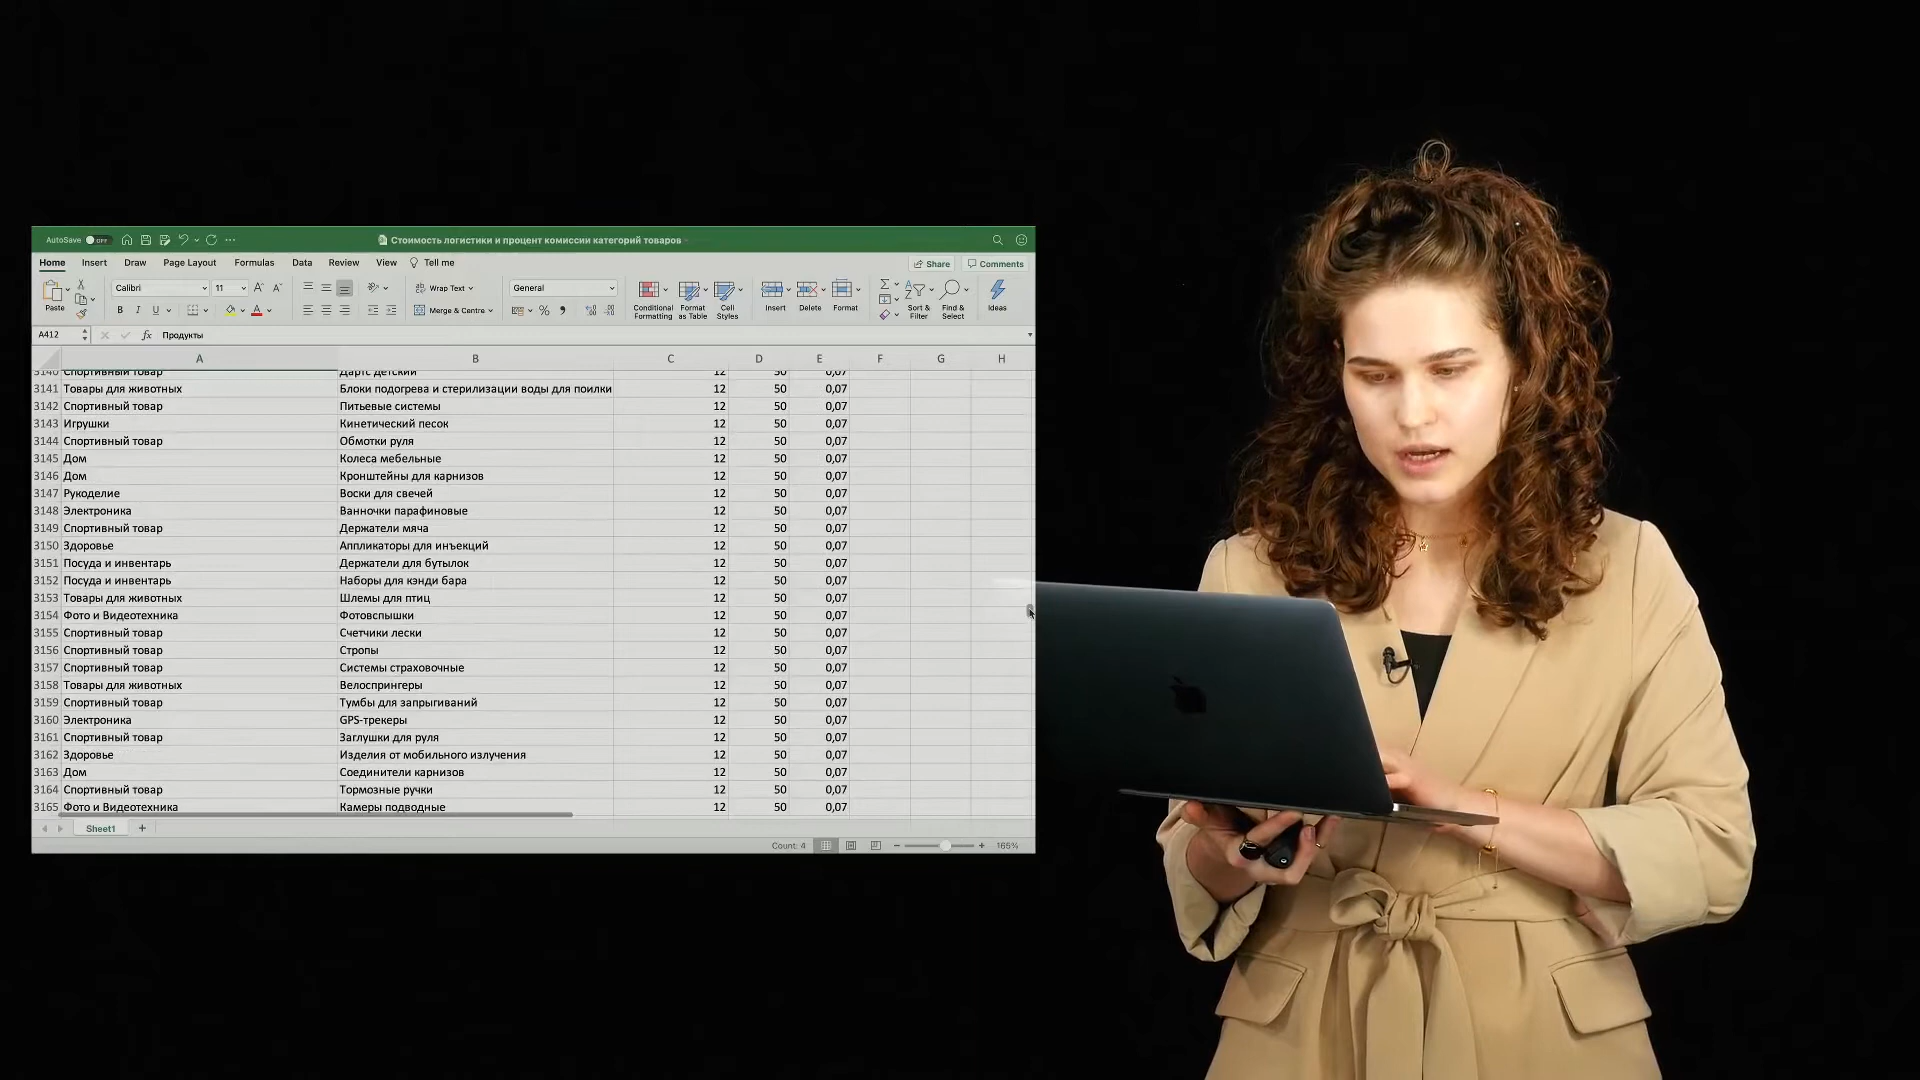 AutoSave OFF Стоимость логистики и процент комиссии категорий товаров
Home Insert Draw Page Layout Formulas Data Review View Tell me Share Comments
Paste Calibri 11 Wrap Text General Conditional Formatting Format as Table Cell Styles Insert Delete Format Sort & Filter Find & Select Ideas
B I U Merge & Centre
A412 fx Продукты
A B C D E F G H
3140 Спортивный товар Дартс детский 12 50 0,07
3141 Товары для животных Блоки подогрева и стерилизации воды для поилки 12 50 0,07
3142 Спортивный товар Питьевые системы 12 50 0,07
3143 Игрушки Кинетический песок 12 50 0,07
3144 Спортивный товар Обмотки руля 12 50 0,07
3145 Дом Колеса мебельные 12 50 0,07
3146 Дом Кронштейны для карнизов 12 50 0,07
3147 Рукоделие Воски для свечей 12 50 0,07
3148 Электроника Ванночки парафиновые 12 50 0,07
3149 Спортивный товар Держатели мяча 12 50 0,07
3150 Здоровье Аппликаторы для инъекций 12 50 0,07
3151 Посуда и инвентарь Держатели для бутылок 12 50 0,07
3152 Посуда и инвентарь Наборы для кэнди бара 12 50 0,07
3153 Товары для животных Шлемы для птиц 12 50 0,07
3154 Фото и Видеотехника Фотовспышки 12 50 0,07
3155 Спортивный товар Счетчики лески 12 50 0,07
3156 Спортивный товар Стропы 12 50 0,07
3157 Спортивный товар Системы страховочные 12 50 0,07
3158 Товары для животных Велоспрингеры 12 50 0,07
3159 Спортивный товар Тумбы для запрыгиваний 12 50 0,07
3160 Электроника GPS-трекеры 12 50 0,07
3161 Спортивный товар Заглушки для руля 12 50 0,07
3162 Здоровье Изделия от мобильного излучения 12 50 0,07
3163 Дом Соединители карнизов 12 50 0,07
3164 Спортивный товар Тормозные ручки 12 50 0,07
3165 Фото и Видеотехника Камеры подводные 12 50 0,07
Sheet1
Count: 4 165%